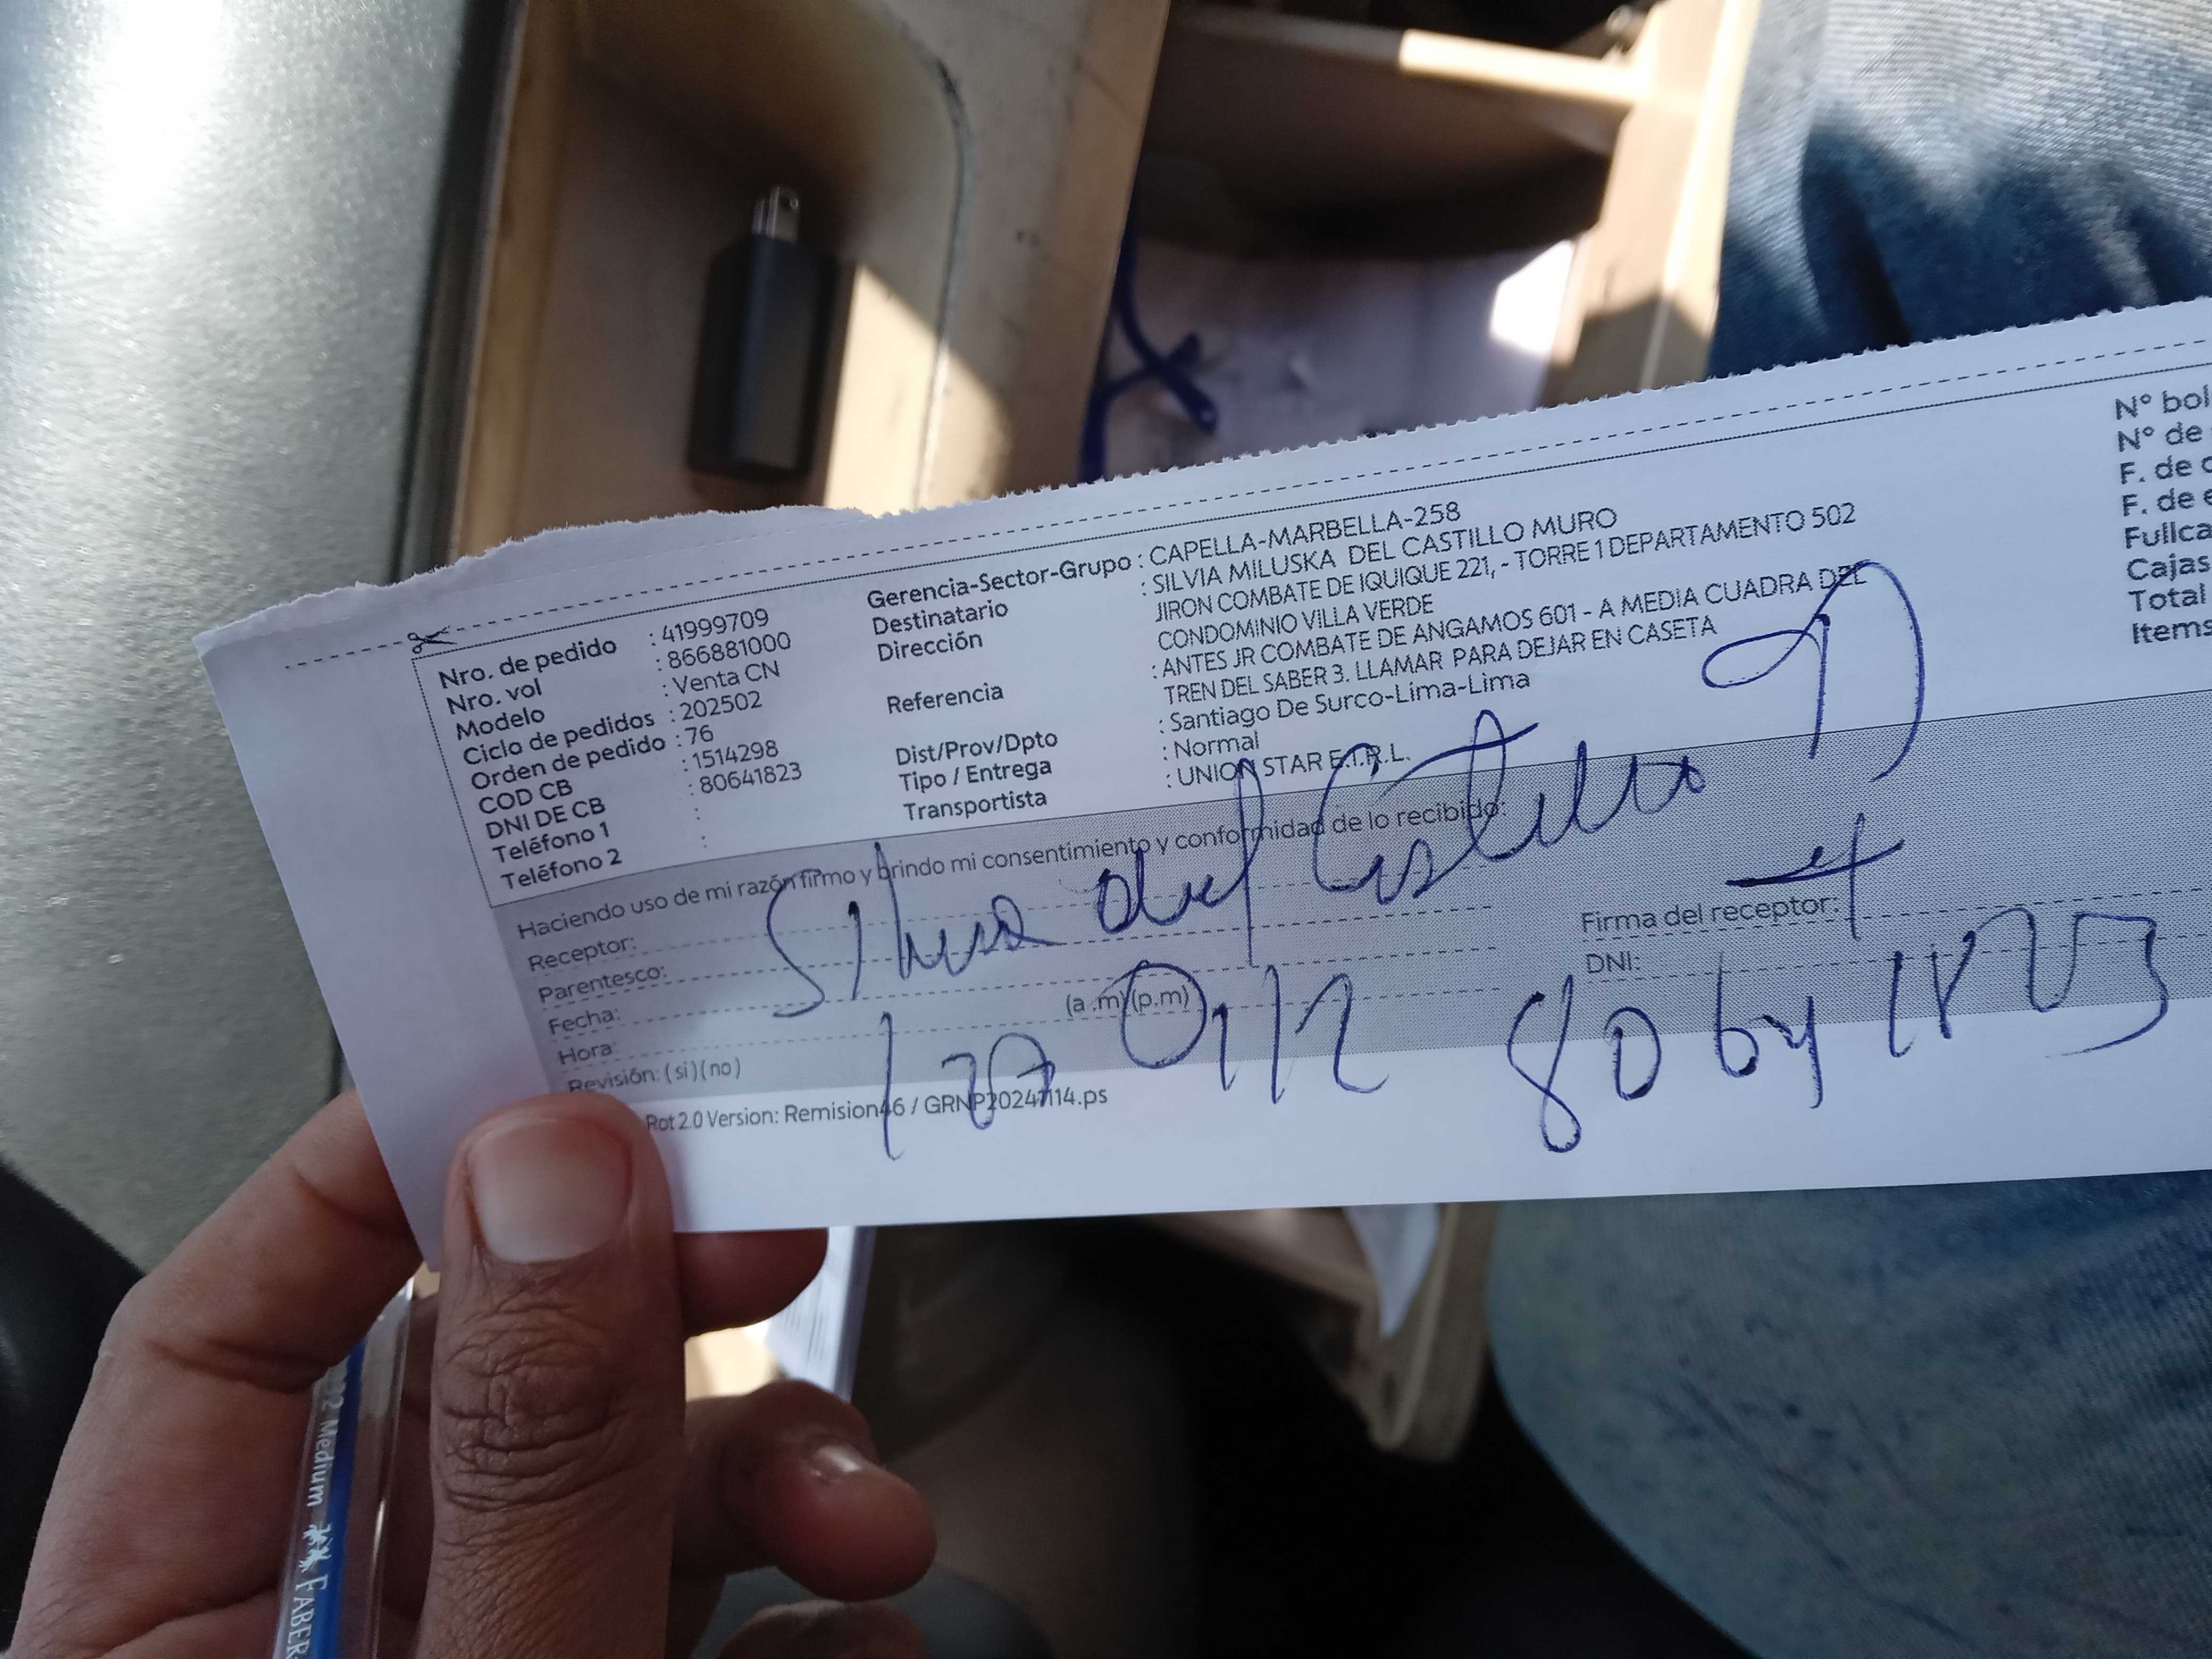 Nro. de pedido : 41999709
Nro. vol : 866881000
Modelo : Venta CN
Ciclo de pedidos : 202502
Orden de pedido : 76
COD CB : 1514298
DNI DE CB : 80641823
Teléfono 1 :
Teléfono 2 :
Gerencia-Sector-Grupo : CAPELLA-MARBELLA-258
Destinatario : SILVIA MILUSKA DEL CASTILLO MURO
Dirección JIRON COMBATE DE IQUIQUE 221, - TORRE 1 DEPARTAMENTO 502
CONDOMINIO VILLA VERDE
Referencia : ANTES JR COMBATE DE ANGAMOS 601 - A MEDIA CUADRA DEL
TREN DEL SABER 3. LLAMAR PARA DEJAR EN CASETA
Dist/Prov/Dpto : Santiago De Surco-Lima-Lima
Tipo / Entrega : Normal
Transportista : UNION STAR E.I.R.L.
N° bol
N° de
F. de
F. de e
Fullca
Cajas
Total
Items
Haciendo uso de mi razón firmo y brindo mi consentimiento y conformidad de lo recibido:
Receptor:
Parentesco:
Fecha:
Hora: (a .m) (p.m)
Revisión: (si) (no)
Firma del receptor:
DNI:
Silvia del Castillo
Rot 2.0 Version: Remision46 / GRNP20241114.ps
2 Medium FABER